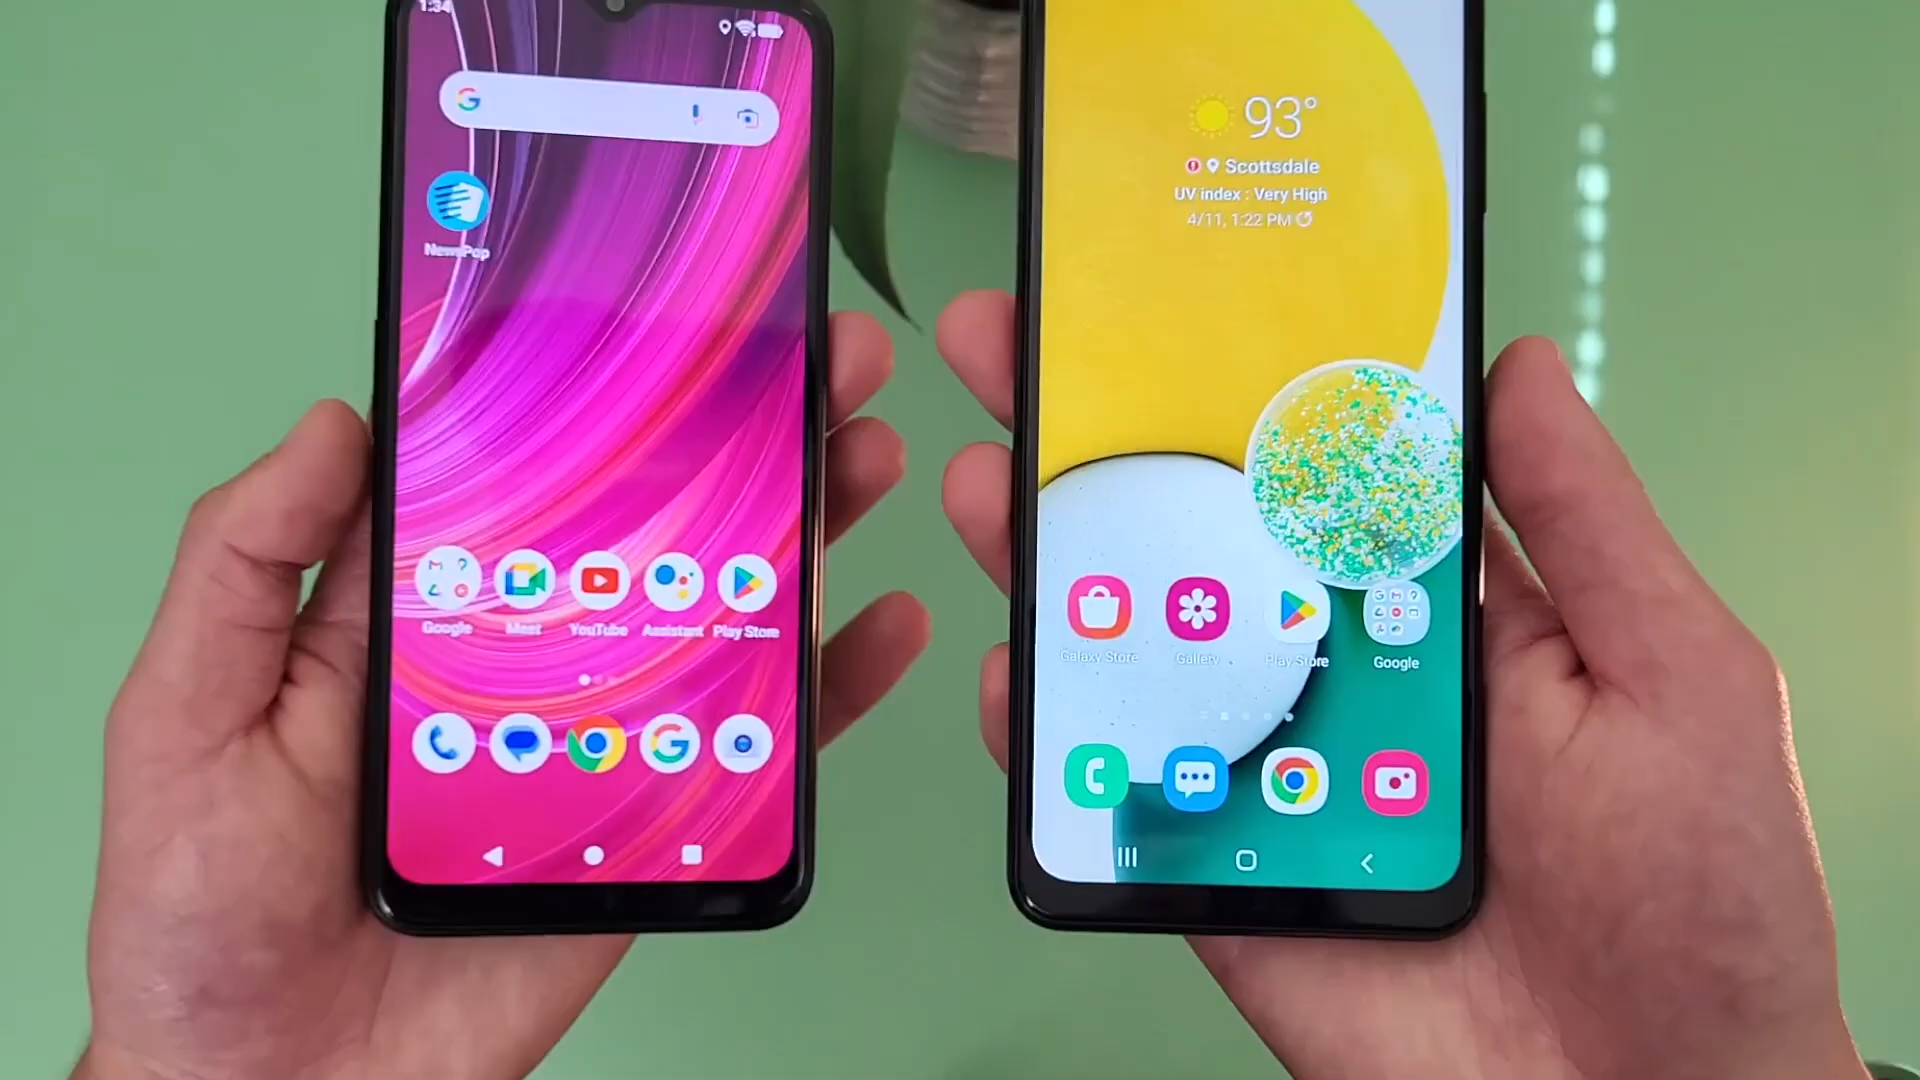 1:34
NewsPop
Google
Meet
YouTube
Assistant
Play Store
93°
Scottsdale
UV index : Very High
4/11, 1:22 PM
Galaxy Store
Gallery
Play Store
Google